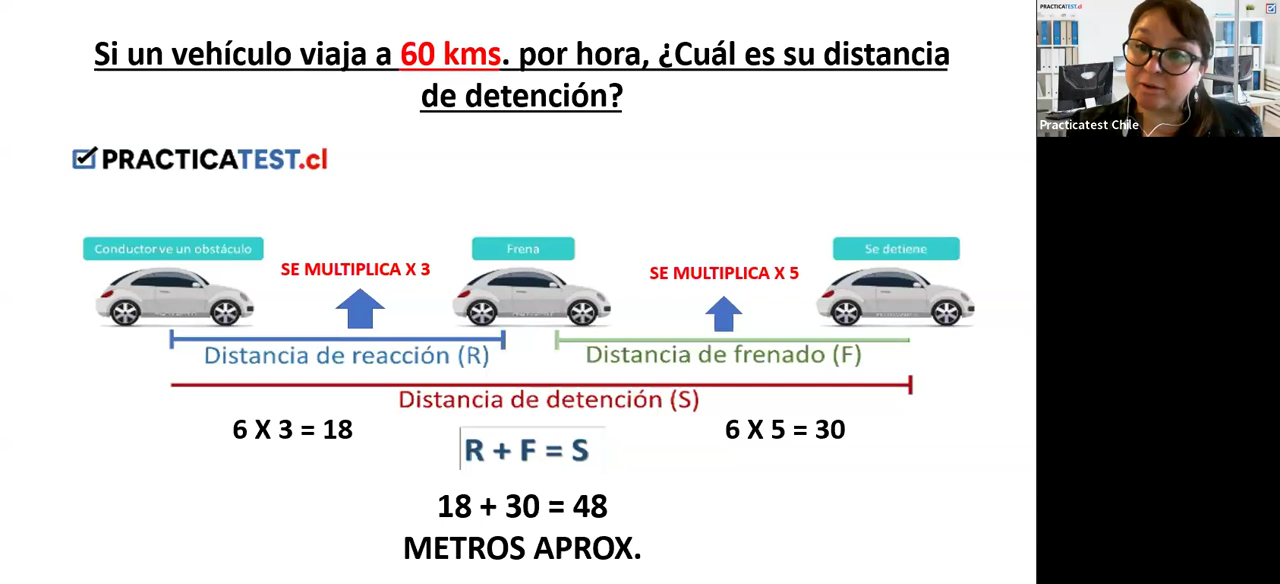 Si un vehículo viaja a 60 kms. por hora, ¿Cuál es su distancia
de detención?
PRACTICATEST.cl
Conductor ve un obstáculo
Frena
Se detiene
SE MULTIPLICA X 3
SE MULTIPLICA X 5
Distancia de reacción (R)
Distancia de frenado (F)
Distancia de detención (S)
6 X 3 = 18
6 X 5 = 30
R + F = S
18 + 30 = 48
METROS APROX.
PRACTICATEST.cl
Practicatest Chile